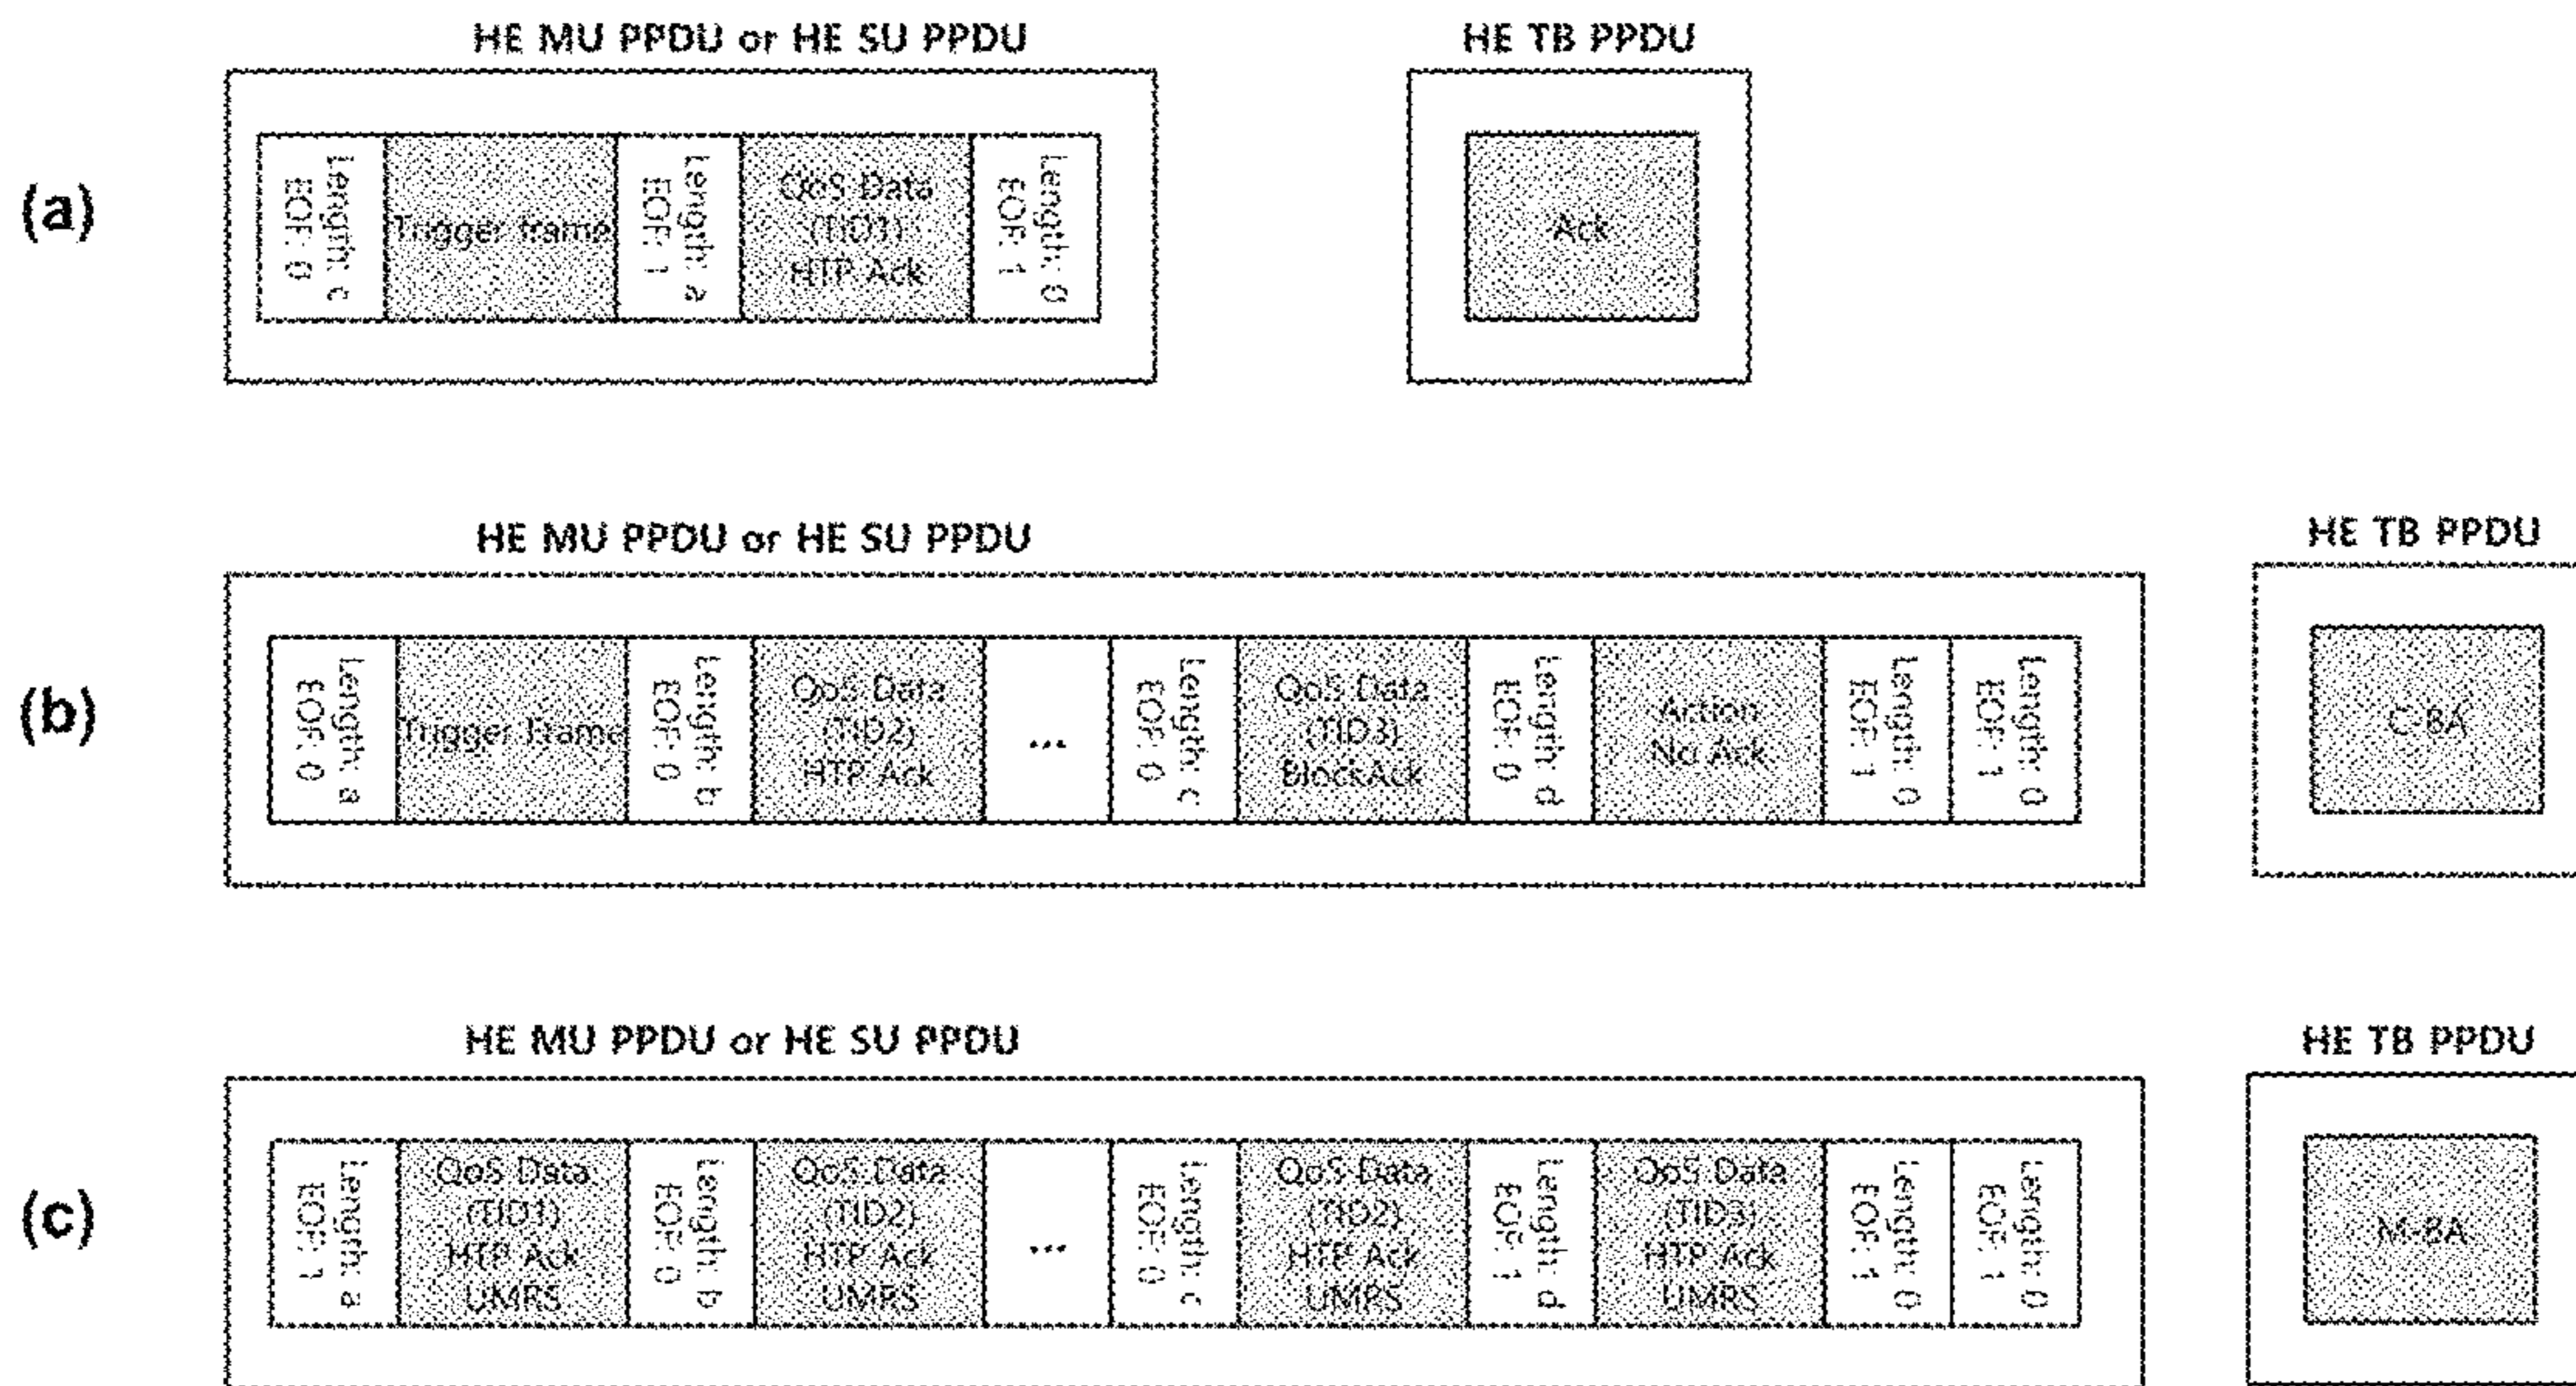 HE MU PPDU or HE SU PPDU
HE TB PPDU
(a)
Length: c
EOF: 0
Trigger frame
Length: a
EOF: 1
QoS Data
(TID1)
HTP Ack
Length: 0
EOF: 1
Ack
HE MU PPDU or HE SU PPDU
HE TB PPDU
(b)
Length: a
EOF: 0
Trigger Frame
Length: b
EOF: 0
QoS Data
(TID2)
HTP Ack
...
Length: c
EOF: 0
QoS Data
(TID3)
BlockAck
Length: d
EOF: 0
Action
No Ack
Length: 0
EOF: 1
Length: 0
EOF: 1
C-BA
HE MU PPDU or HE SU PPDU
HE TB PPDU
(c)
Length: a
EOF: 1
QoS Data
(TID1)
HTP Ack
UMRS
Length: b
EOF: 0
QoS Data
(TID2)
HTP Ack
UMRS
...
Length: c
EOF: 0
QoS Data
(TID2)
HTP Ack
UMRS
Length: d
EOF: 1
QoS Data
(TID3)
HTP Ack
UMRS
Length: 0
EOF: 1
Length: 0
EOF: 1
M-BA